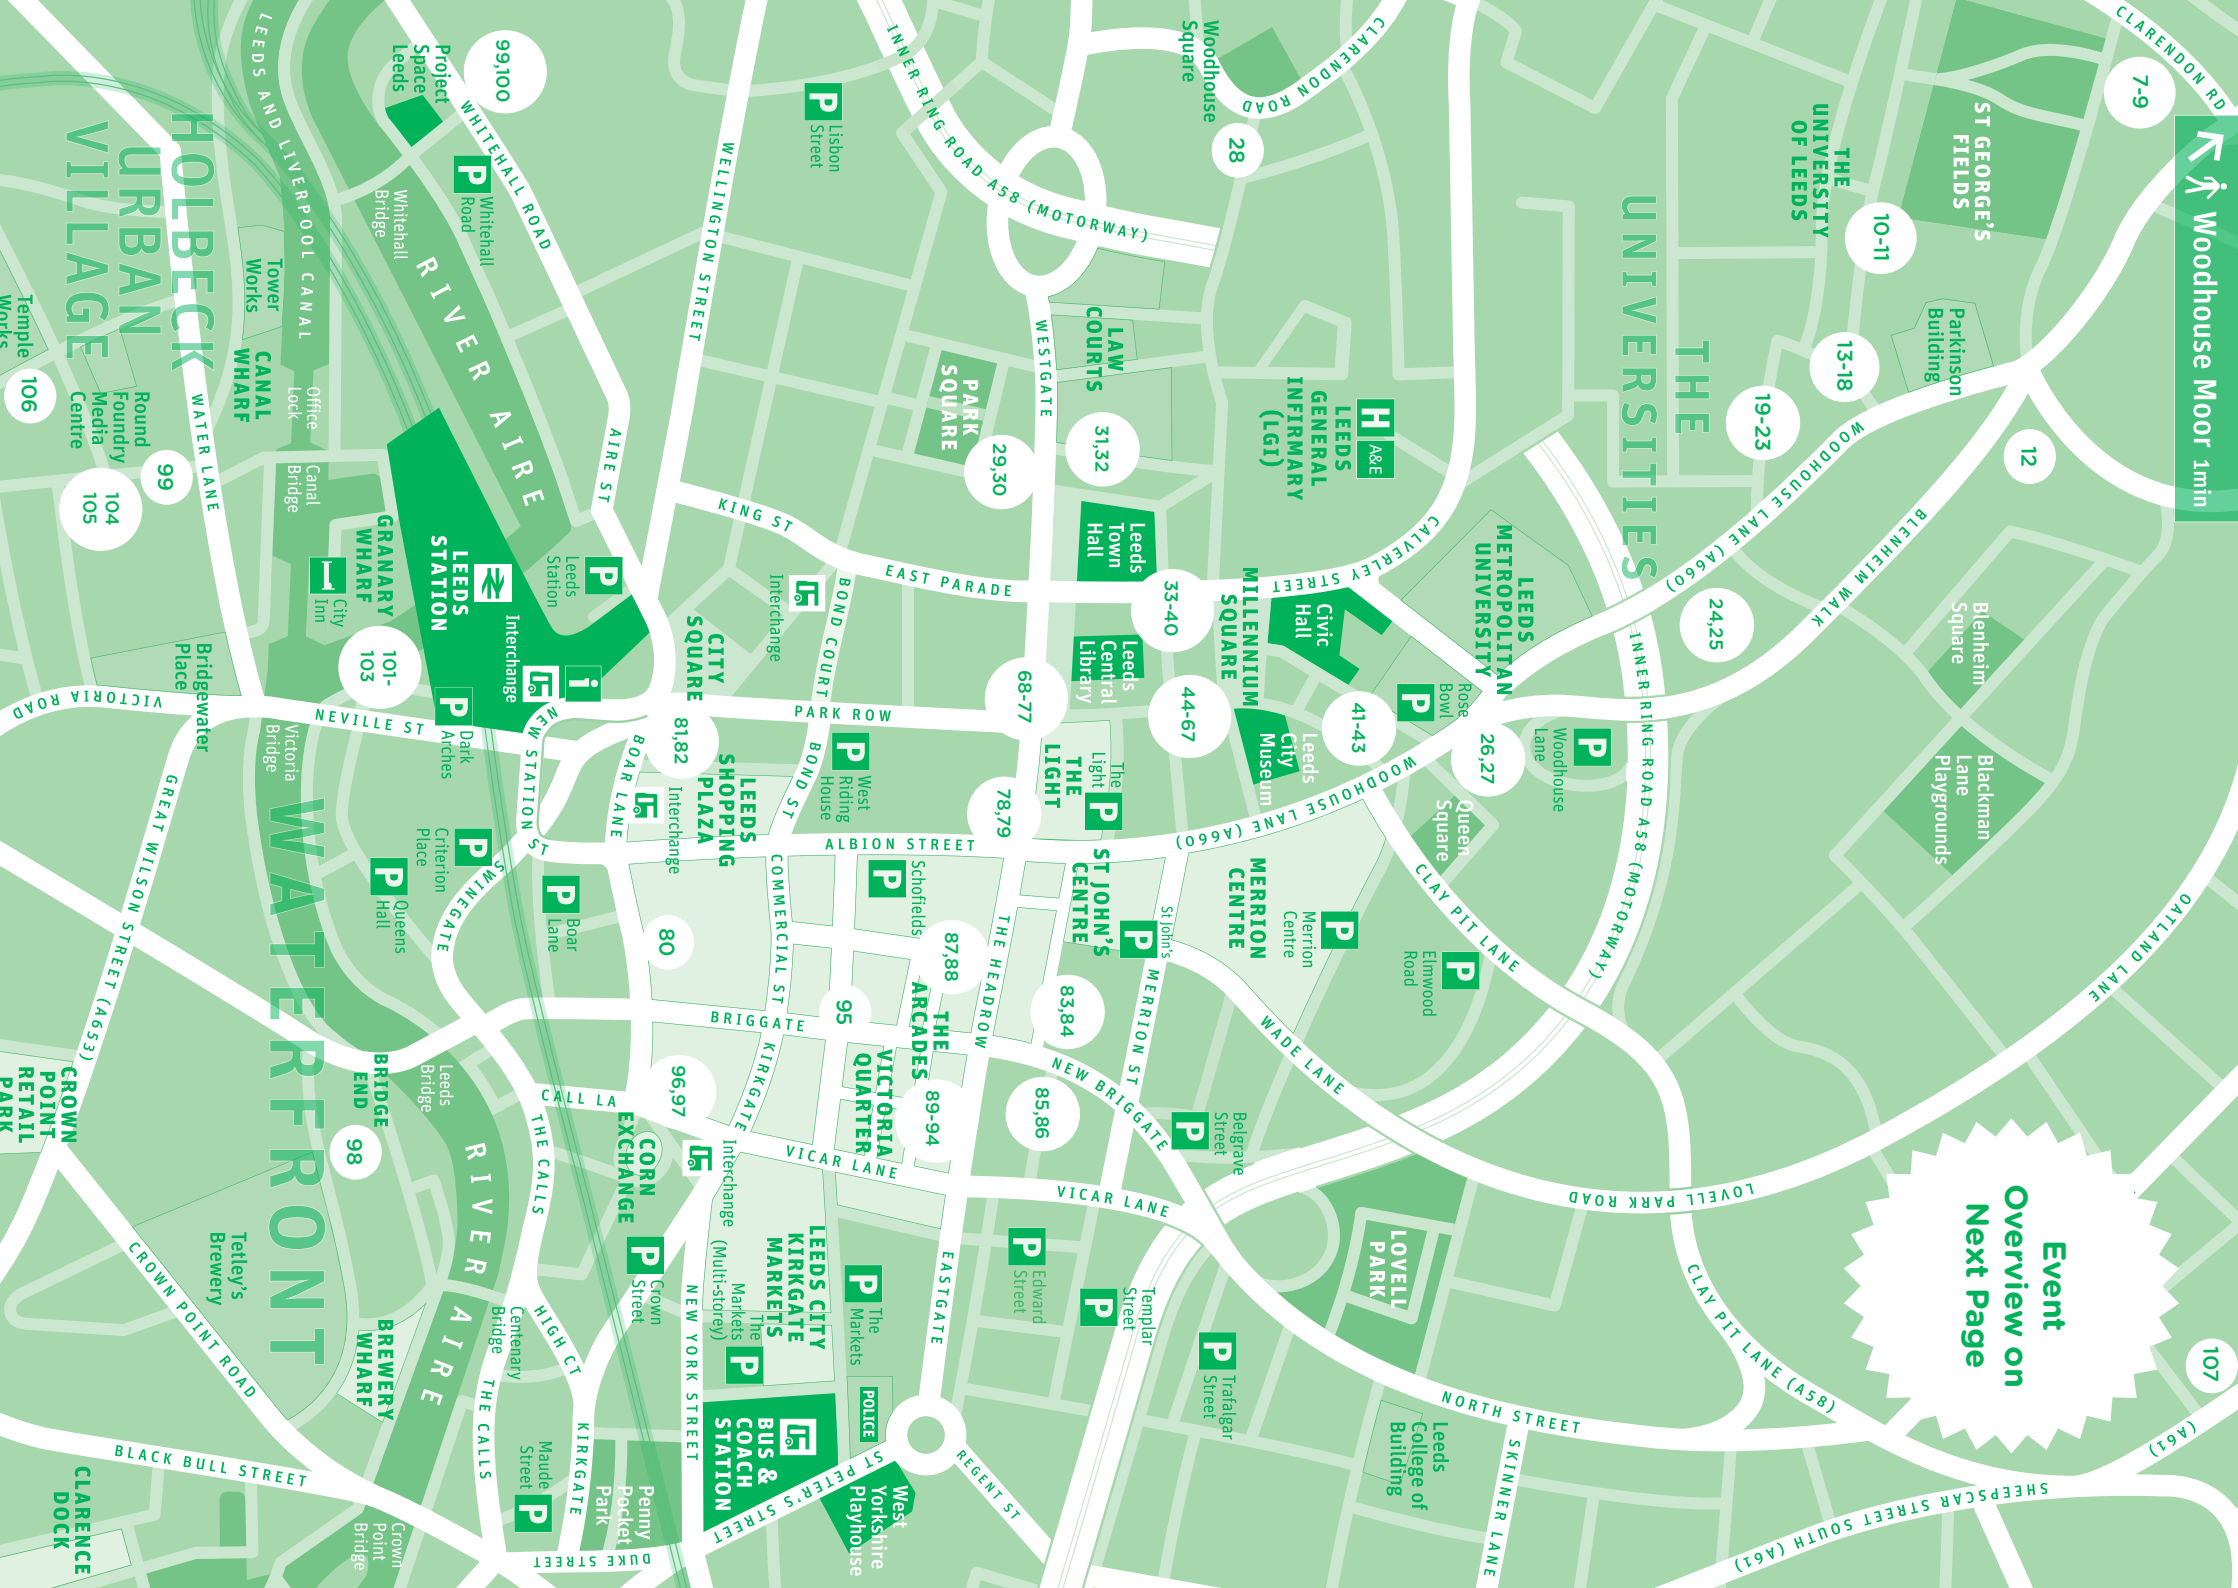 CLARENDON RD
7-9
Woodhouse Moor 1min
ST GEORGE'S
FIELDS
THE
UNIVERSITY
OF LEEDS
10-11
Parkinson
Building
13-18
19-23
12
THE
UNIVERSITIES
WOODHOUSE LANE (A660)
BLENHEIM WALK
24,25
Blenheim
Square
Blackman
Lane
Playgrounds
OATLAND LANE
INNER RING ROAD A58 (MOTORWAY)
Woodhouse
Square
CLARENDON ROAD
28
INNER RING ROAD A58 (MOTORWAY)
P
Lisbon
Street
WELLINGTON STREET
WESTGATE
LAW
COURTS
PARK
SQUARE
29,30
31,32
H
A&E
LEEDS
GENERAL
INFIRMARY
(LGI)
CALVERLEY STREET
LEEDS
METROPOLITAN
UNIVERSITY
Leeds
Town
Hall
33-40
MILLENNIUM
SQUARE
Civic
Hall
Leeds
Central
Library
44-67
Leeds
City
Museum
41-43
P
Rose
Bowl
26,27
P
Woodhouse
Lane
Queen
Square
WOODHOUSE LANE (A660)
CLAY PIT LANE
KING ST
EAST PARADE
Interchange
BOND COURT
PARK ROW
68-77
CITY
SQUARE
81,82
BOND ST
P
West
Riding
House
78,79
THE
LIGHT
P
The
Light
LEEDS
SHOPPING
PLAZA
Interchange
BOAR LANE
ALBION STREET
COMMERCIAL ST
P
Schofields
THE HEADROW
ST JOHN'S
CENTRE
P
St John's
MERRION
CENTRE
P
Merrion
Centre
P
Elmwood
Road
MERRION ST
WADE LANE
80
87,88
83,84
THE
ARCADES
95
BRIGGATE
KIRKGATE
VICTORIA
QUARTER
89-94
85,86
NEW BRIGGATE
96,97
P
Belgrave
Street
LOVELL PARK ROAD
Event
Overview on
Next Page
VICAR LANE
VICAR LANE
CALL LA
CORN
EXCHANGE
Interchange
LEEDS CITY
KIRKGATE
MARKETS
P
The
Markets
P
The
Markets
(Multi-storey)
EASTGATE
P
Edward
Street
P
Templar
Street
P
Trafalgar
Street
LOVELL
PARK
CLAY PIT LANE (A58)
107
(A61)
NORTH STREET
Leeds
College of
Building
SKINNER LANE
SHEEPSCAR STREET SOUTH (A61)
REGENT ST
POLICE
BUS &
COACH
STATION
ST PETER'S STREET
West
Yorkshire
Playhouse
NEW YORK STREET
P
Crown
Street
HIGH CT
KIRKGATE
P
Maude
Street
Penny
Pocket
Park
DUKE STREET
THE CALLS
THE CALLS
Centenary
Bridge
RIVER AIRE
BREWERY
WHARF
Tetley's
Brewery
CROWN POINT ROAD
BLACK BULL STREET
CLARENCE
DOCK
Crown
Point
Bridge
98
BRIDGE
END
Leeds
Bridge
CROWN
POINT
RETAIL
PARK
WATERFRONT
GREAT WILSON STREET (A653)
P
Queens
Hall
P
Criterion
Place
P
Boar
Lane
SWINEGATE
NEW STATION ST
P
Dark
Arches
NEVILLE ST
Victoria
Bridge
VICTORIA ROAD
Bridgewater
Place
101-
103
City
Inn
GRANARY
WHARF
LEEDS
STATION
Interchange
i
P
Leeds
Station
AIRE ST
WHITEHALL ROAD
99,100
Project
Space
Leeds
P
Whitehall
Road
Whitehall
Bridge
RIVER AIRE
LEEDS AND LIVERPOOL CANAL
Tower
Works
CANAL
WHARF
Office
Lock
Canal
Bridge
HOLBECK
URBAN
VILLAGE
WATER LANE
Temple
Works
106
Round
Foundry
Media
Centre
99
104
105